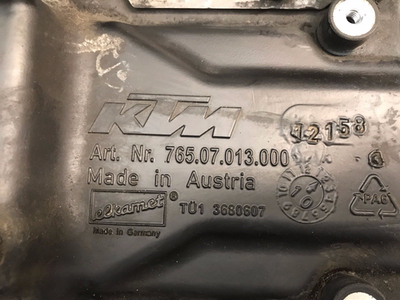 KTM
12158
Art. Nr. 765.07.013.000
Made in Austria
elkamet
TÜ1 3680607
Made in Germany
PA6